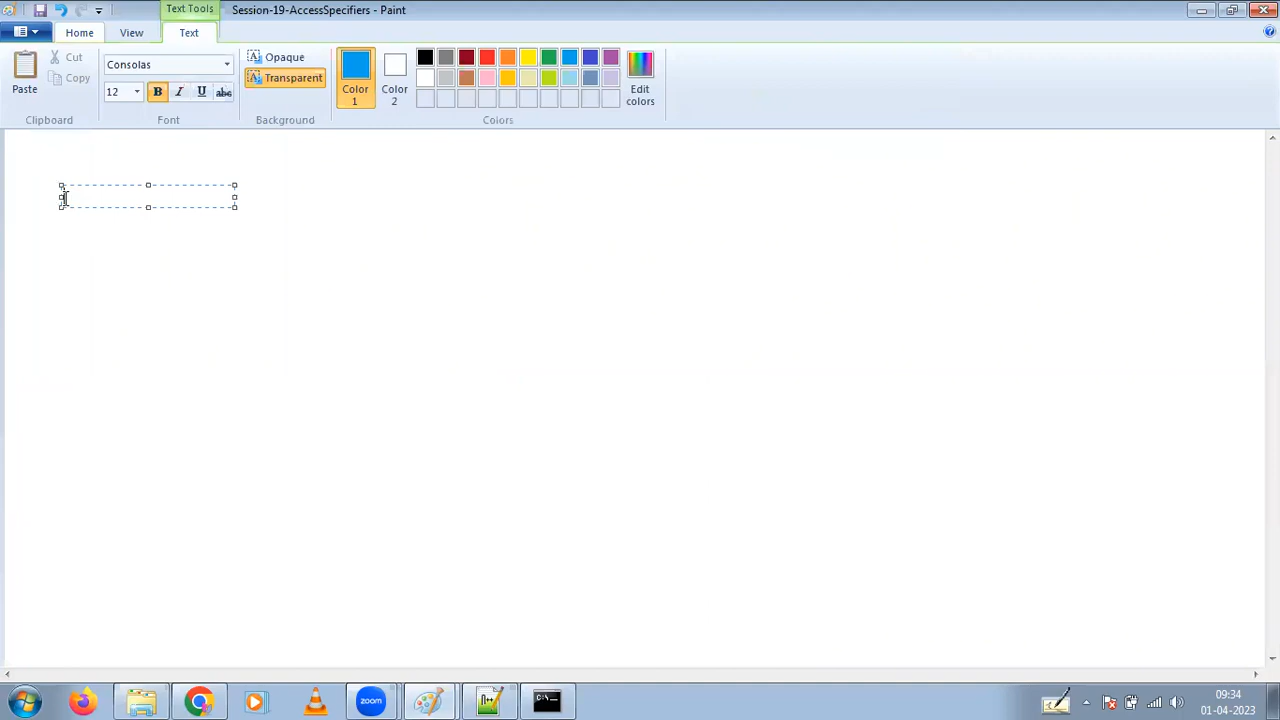 Text Tools
Session-19-AccessSpecifiers - Paint
Home
View
Text
Paste
Cut
Copy
Clipboard
Consolas
12
B
I
U
abc
Font
A Opaque
A Transparent
Background
Color
1
Color
2
Edit
colors
Colors
zoom
C:\_
09:34
01-04-2023